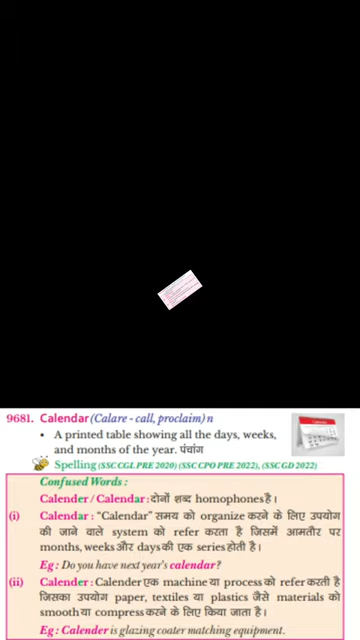 9681. Calendar (Calare - call, proclaim) n
• A printed table showing all the days, weeks, and months of the year. पंचांग
Spelling (SSC CGL PRE 2020) (SSC CPO PRE 2022), (SSC GD 2022)
Confused Words :
Calender / Calendar : दोनों शब्द homophones है ।
(i) Calendar : "Calendar" समय को organize करने के लिए उपयोग
की जाने वाले system को refer करता है जिसमें आमतौर पर
months, weeks और days की एक series होती है ।
Eg : Do you have next year's calendar?
(ii) Calender : Calender एक machine या process को refer करती है
जिसका उपयोग paper, textiles या plastics जैसे materials को
smooth या compress करने के लिए किया जाता है ।
Eg : Calender is glazing coater matching equipment.